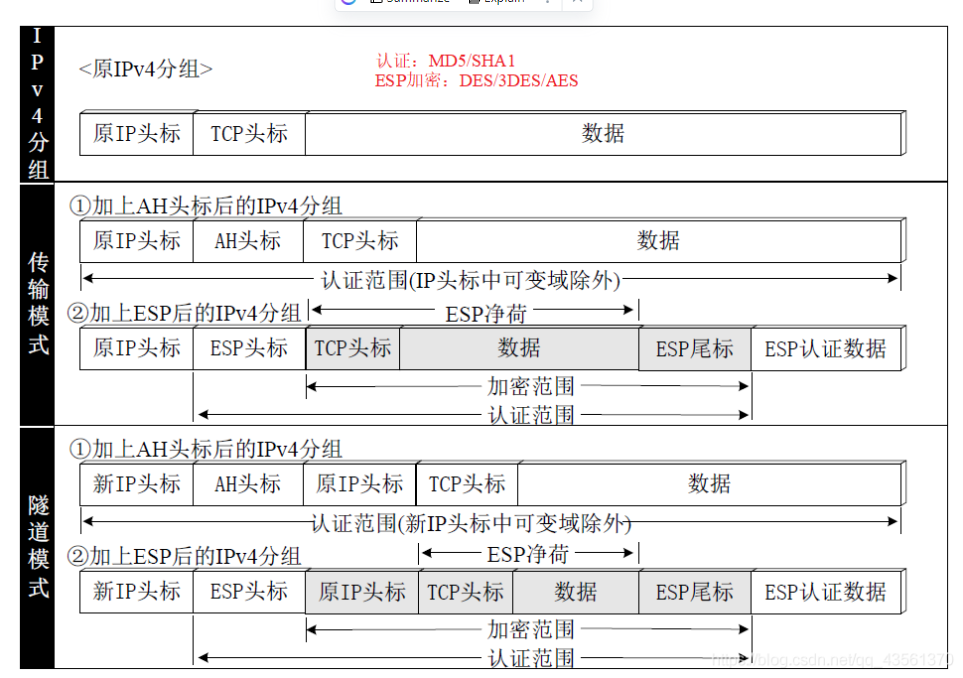 Summarize
Explain
IPv4分组
<原IPv4分组>
认证：MD5/SHA1
ESP加密：DES/3DES/AES
原IP头标 TCP头标 数据
传输模式
①加上AH头标后的IPv4分组
原IP头标 AH头标 TCP头标 数据
认证范围(IP头标中可变域除外)
②加上ESP后的IPv4分组 ESP净荷
原IP头标 ESP头标 TCP头标 数据 ESP尾标 ESP认证数据
加密范围
认证范围
隧道模式
①加上AH头标后的IPv4分组
新IP头标 AH头标 原IP头标 TCP头标 数据
认证范围(新IP头标中可变域除外)
②加上ESP后的IPv4分组 ESP净荷
新IP头标 ESP头标 原IP头标 TCP头标 数据 ESP尾标 ESP认证数据
加密范围
认证范围
https://blog.csdn.net/qq_43561370